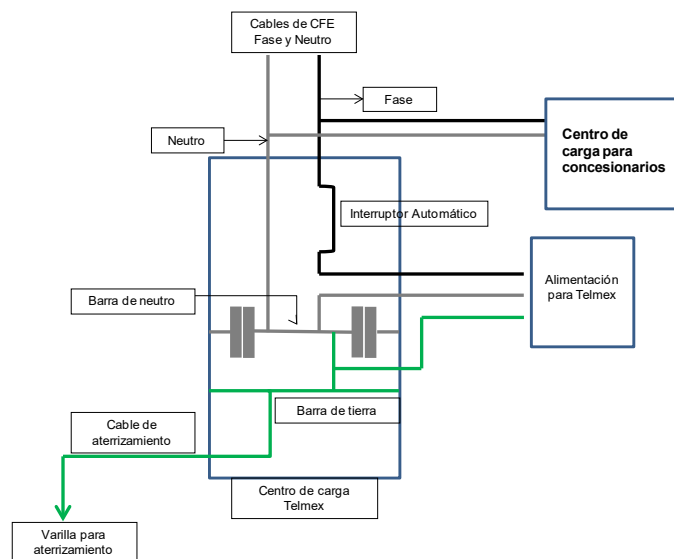 Cables de CFE
Fase y Neutro
Fase
Neutro
Centro de
carga para
concesionarios
Interruptor Automático
Alimentación
para Telmex
Barra de neutro
Barra de tierra
Cable de
aterrizamiento
Centro de carga
Telmex
Varilla para
aterrizamiento